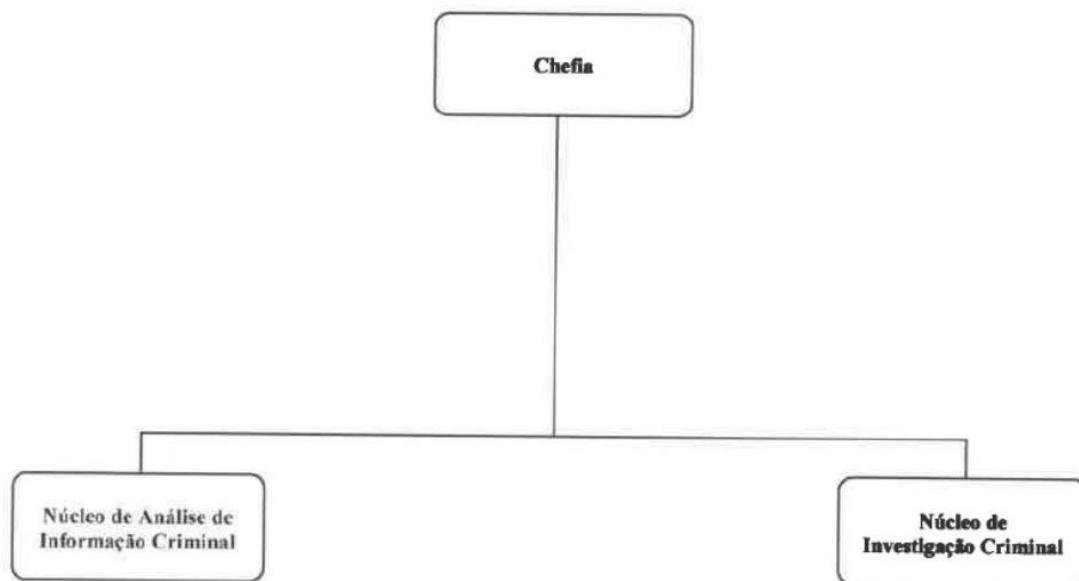 Chefia
Núcleo de Análise de
Informação Criminal
Núcleo de
Investigação Criminal